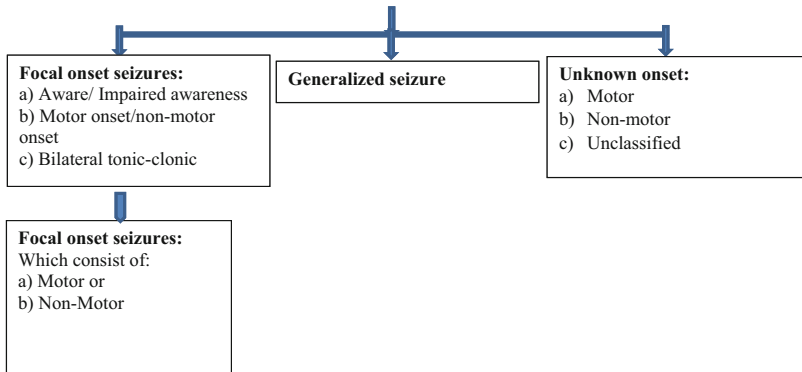 Focal onset seizures:
a) Aware/ Impaired awareness
b) Motor onset/non-motor
onset
c) Bilateral tonic-clonic
Generalized seizure
Unknown onset:
a) Motor
b) Non-motor
c) Unclassified
Focal onset seizures:
Which consist of:
a) Motor or
b) Non-Motor